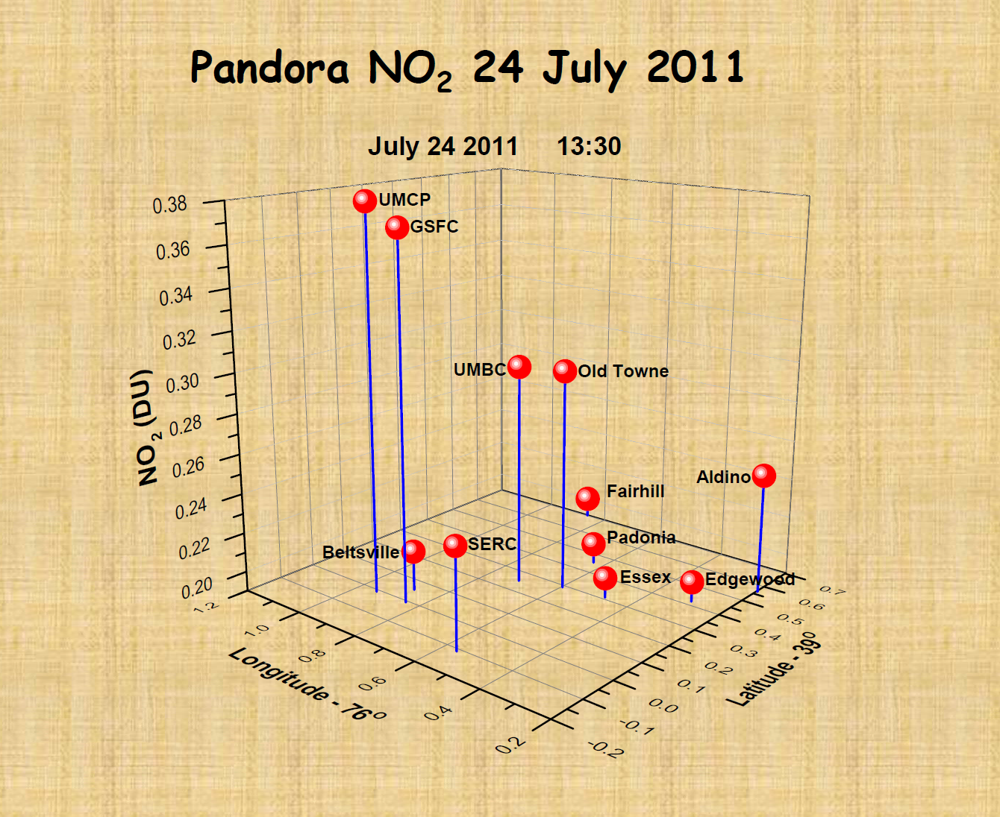 Pandora NO₂ 24 July 2011
July 24 2011 13:30
0.38
0.36
0.34
0.32
0.30
0.28
0.26
0.24
0.22
0.20
NO₂ (DU)
UMCP
GSFC
UMBC
Old Towne
Fairhill
Aldino
Padonia
Beltsville
SERC
Essex
Edgewood
1.2
1.0
0.8
0.6
0.4
0.2
Longitude - 76º
0.7
0.6
0.5
0.4
0.3
0.2
0.1
0.0
-0.1
-0.2
Latitude - 39º